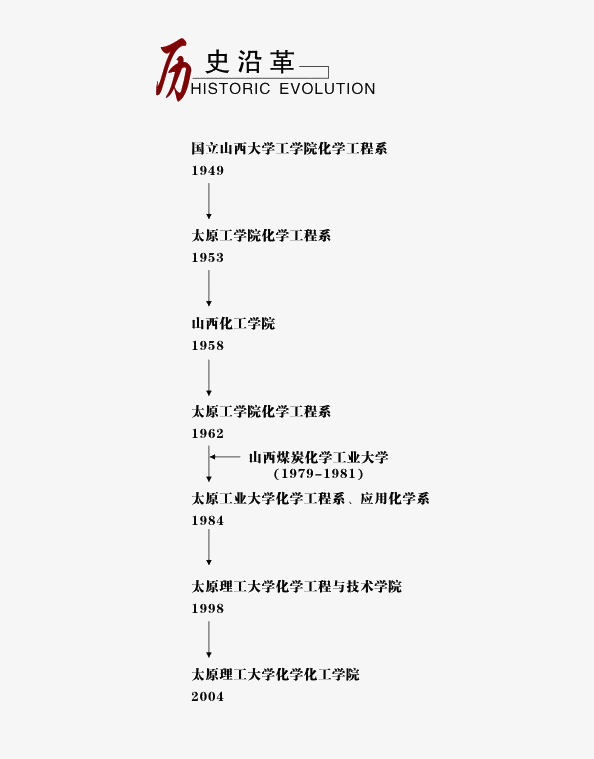 历史沿革
HISTORIC EVOLUTION
国立山西大学工学院化学工程系
1949
太原工学院化学工程系
1953
山西化工学院
1958
太原工学院化学工程系
1962
山西煤炭化学工业大学
(1979-1981)
太原工业大学化学工程系、应用化学系
1984
太原理工大学化学工程与技术学院
1998
太原理工大学化学化工学院
2004